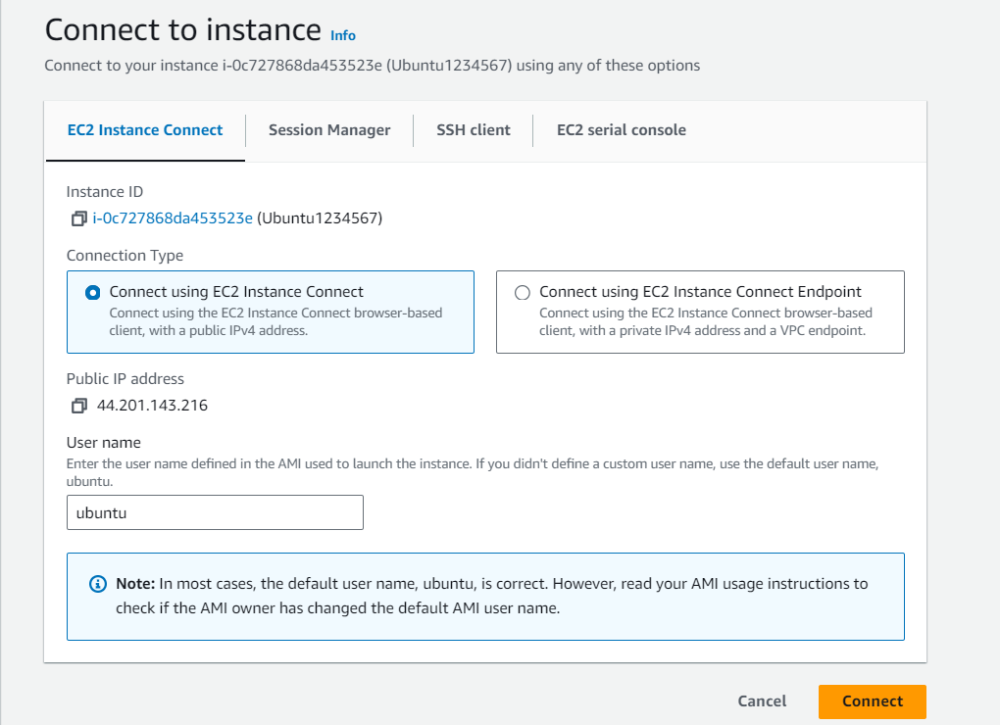 Connect to instance Info
Connect to your instance i-0c727868da453523e (Ubuntu1234567) using any of these options
EC2 Instance Connect Session Manager SSH client EC2 serial console
Instance ID
i-0c727868da453523e (Ubuntu1234567)
Connection Type
Connect using EC2 Instance Connect
Connect using the EC2 Instance Connect browser-based
client, with a public IPv4 address.
Connect using EC2 Instance Connect Endpoint
Connect using the EC2 Instance Connect browser-based
client, with a private IPv4 address and a VPC endpoint.
Public IP address
44.201.143.216
User name
Enter the user name defined in the AMI used to launch the instance. If you didn't define a custom user name, use the default user name,
ubuntu.
ubuntu
Note: In most cases, the default user name, ubuntu, is correct. However, read your AMI usage instructions to
check if the AMI owner has changed the default AMI user name.
Cancel Connect